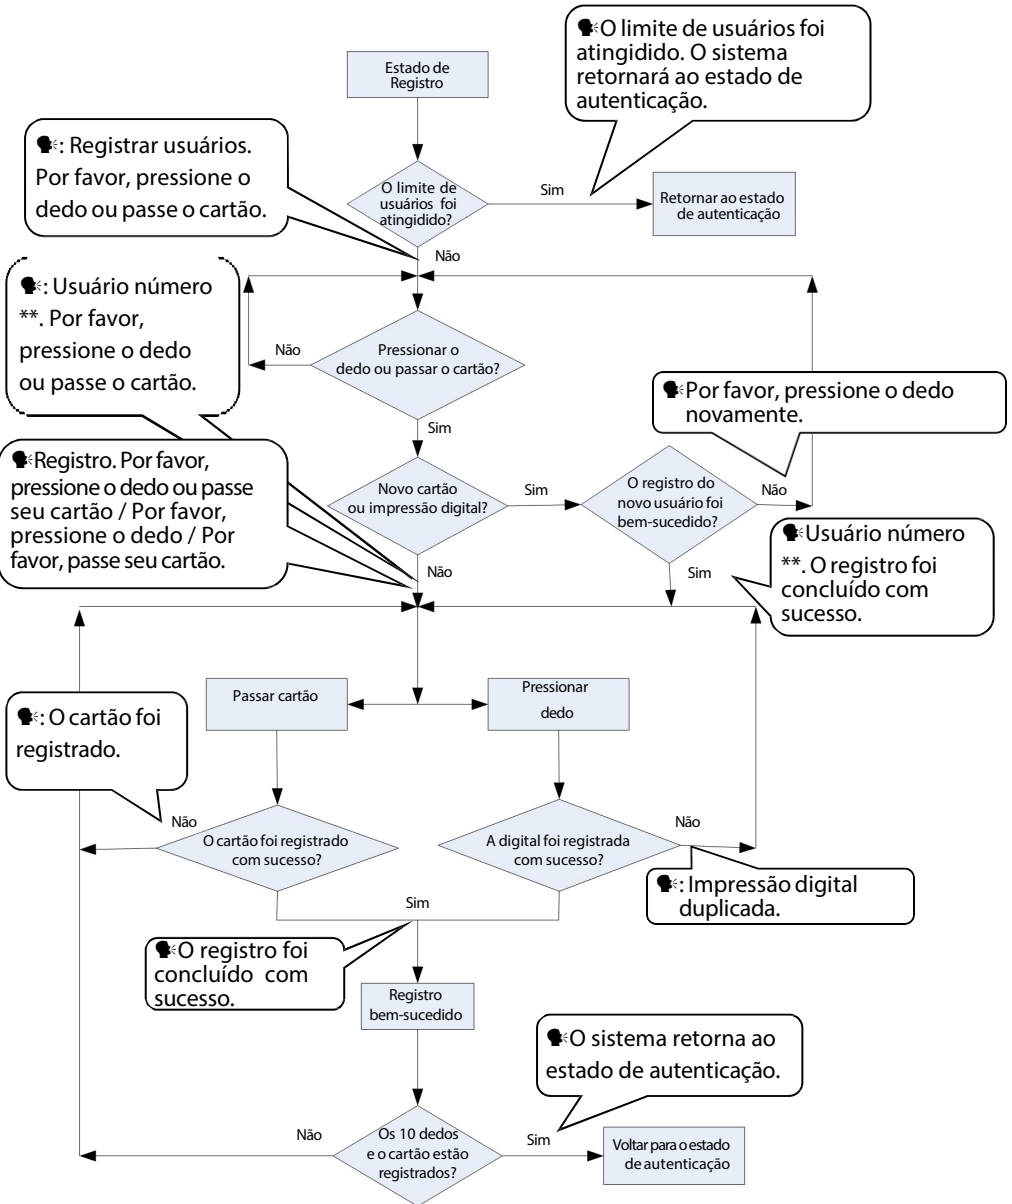 🗣O limite de usuários foi
atingidido. O sistema
retornará ao estado de
autenticação.
Estado de
Registro
🗣: Registrar usuários.
Por favor, pressione o
dedo ou passe o cartão.
O limite de
usuários foi
atingidido?
Sim
Retornar ao estado
de autenticação
Não
🗣: Usuário número
**. Por favor,
pressione o dedo
ou passe o cartão.
Não
Pressionar o
dedo ou passar o cartão?
Sim
🗣Por favor, pressione o dedo
novamente.
🗣Registro. Por favor,
pressione o dedo ou passe
seu cartão / Por favor,
pressione o dedo / Por
favor, passe seu cartão.
Novo cartão
ou impressão digital?
Sim
O registro do
novo usuário foi
bem-sucedido?
Não
Não
Sim
🗣Usuário número
**. O registro foi
concluído com
sucesso.
Passar cartão
Pressionar
dedo
🗣: O cartão foi
registrado.
Não
O cartão foi registrado
com sucesso?
A digital foi registrada
com sucesso?
Não
🗣: Impressão digital
duplicada.
Sim
🗣O registro foi
concluído com
sucesso.
Registro
bem-sucedido
🗣O sistema retorna ao
estado de autenticação.
Não
Os 10 dedos
e o cartão estão
registrados?
Sim
Voltar para o estado
de autenticação